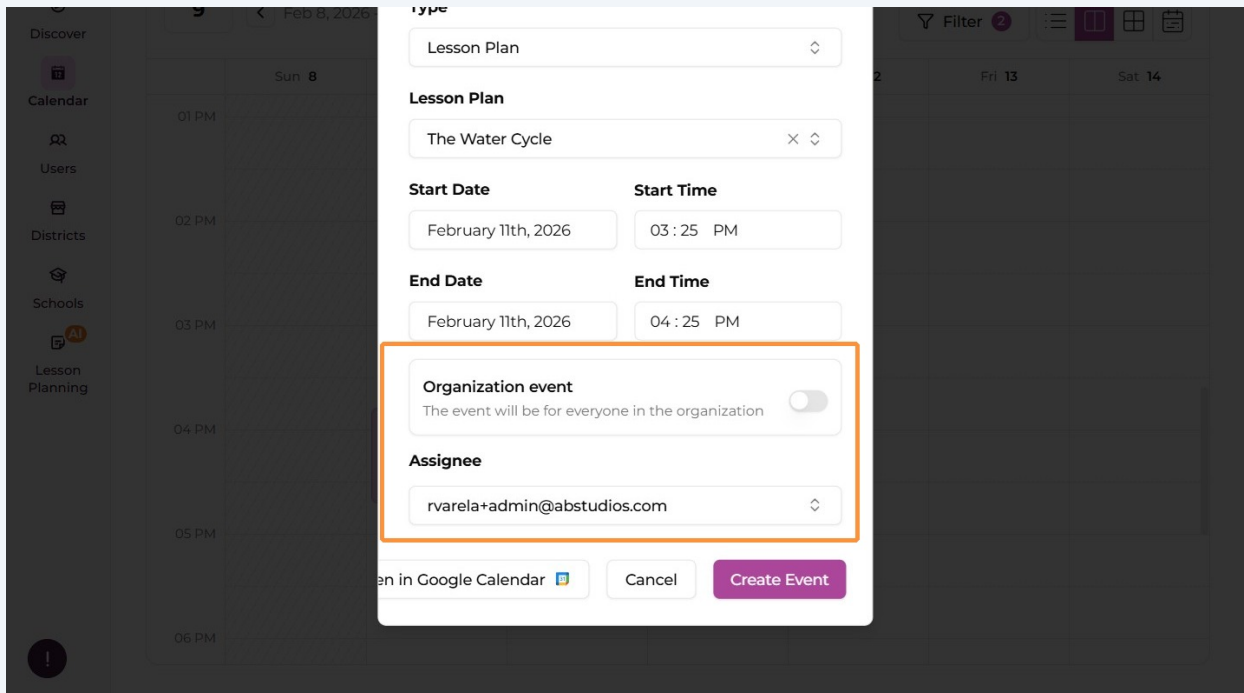 Discover
9
Feb 8, 2026
Type
Filter 2
Lesson Plan
Sun 8
2
Fri 13
Sat 14
Calendar
Lesson Plan
01 PM
The Water Cycle
Users
Start Date
Start Time
02 PM
February 11th, 2026
03 : 25 PM
Districts
End Date
End Time
Schools
03 PM
February 11th, 2026
04 : 25 PM
AI
Lesson
Planning
Organization event
The event will be for everyone in the organization
04 PM
Assignee
rvarela+admin@abstudios.com
05 PM
en in Google Calendar
Cancel
Create Event
06 PM
!